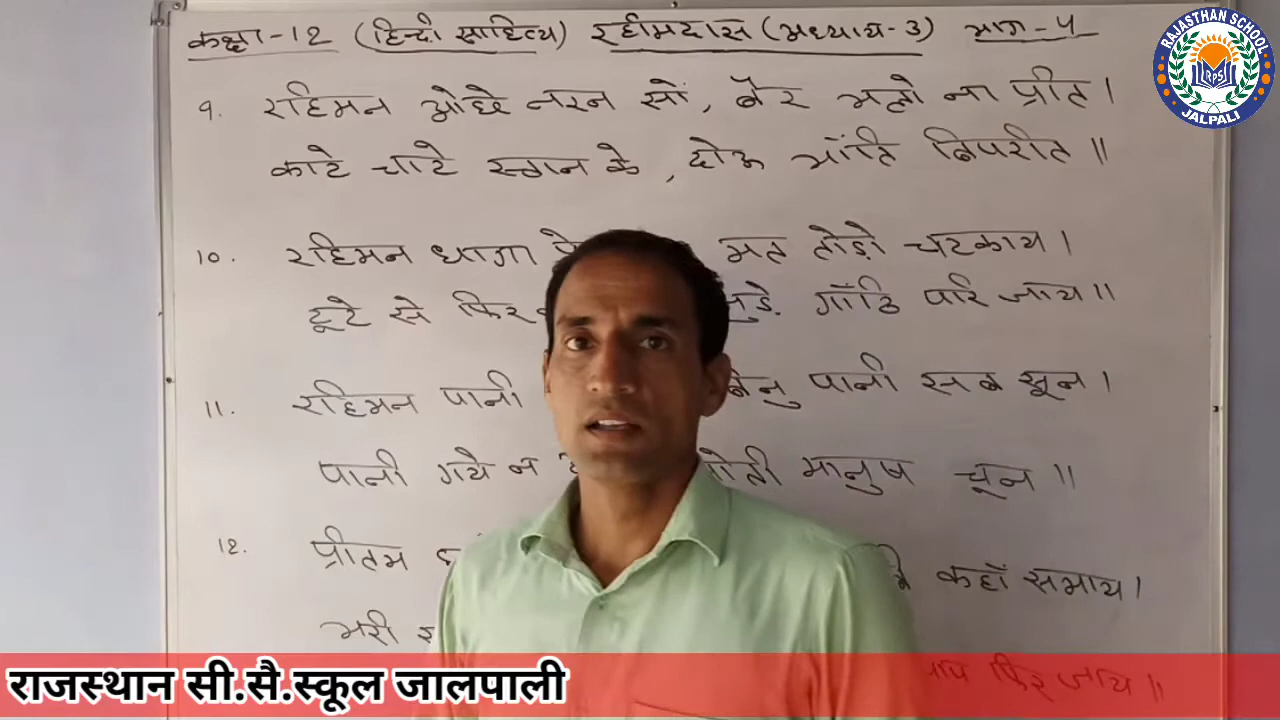 कक्षा-12 (हिन्दी साहित्य) रहीमदास (अध्याय-3) भाग-4
RAJASTHAN SCHOOL
RPS
JALPALI
9. रहिमन ओछे नरन सों, बैर भलो ना प्रीत।
काटे चाटे स्वान के, दोऊ भाँति विपरीत॥
10. रहिमन धागा मत तोड़ो चटकाय।
टूटे से फिर जुड़े गाँठि परि जाय॥
11. रहिमन पानी बिनु पानी सब सून।
पानी गये न मोती मानुष चून॥
12. प्रीतम कहाँ समाय।
भरी फिर जाय॥
राजस्थान सी.सै.स्कूल जालपाली